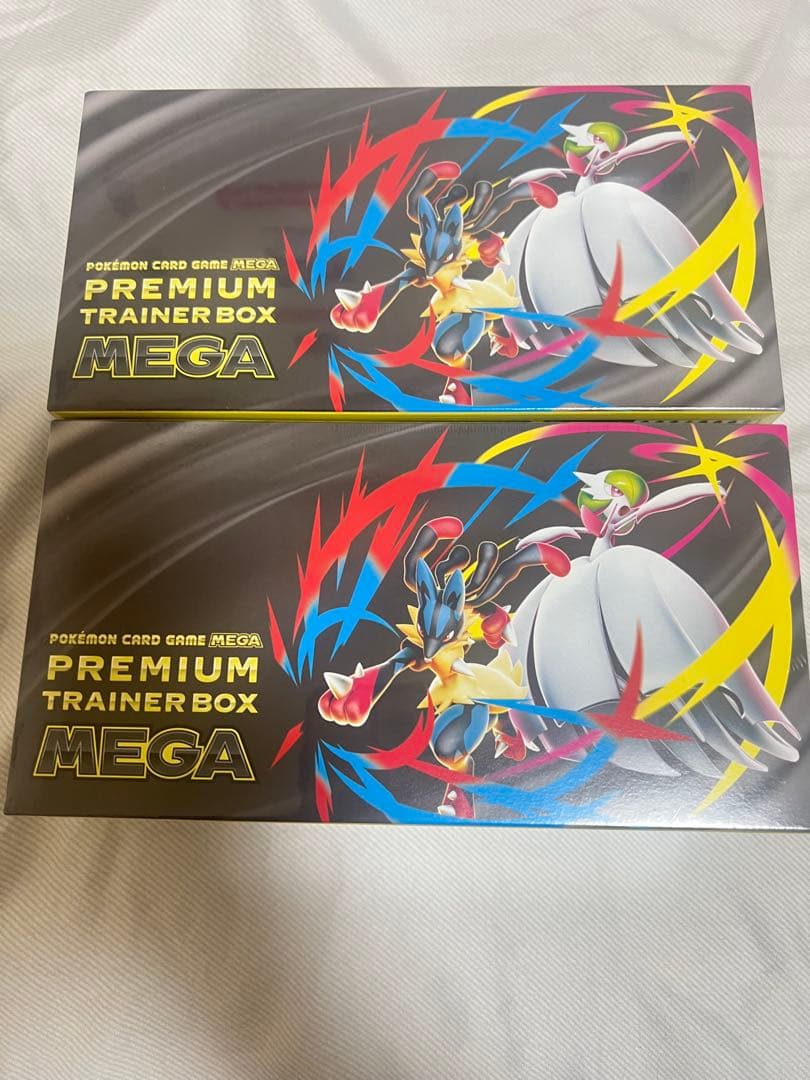 POKÉMON CARD GAME MEGA
PREMIUM
TRAINER BOX
MEGA
POKÉMON CARD GAME MEGA
PREMIUM
TRAINER BOX
MEGA